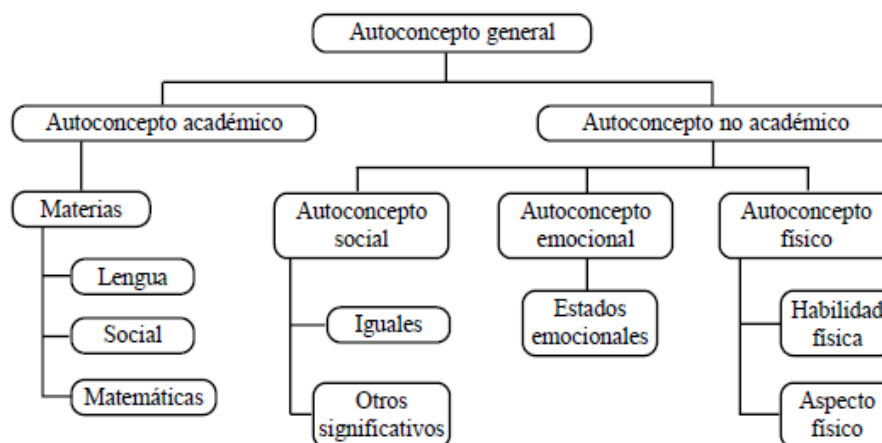 Autoconcepto general
Autoconcepto académico
Autoconcepto no académico
Materias
Autoconcepto
social
Autoconcepto
emocional
Autoconcepto
físico
Lengua
Social
Matemáticas
Iguales
Otros
significativos
Estados
emocionales
Habilidad
física
Aspecto
físico